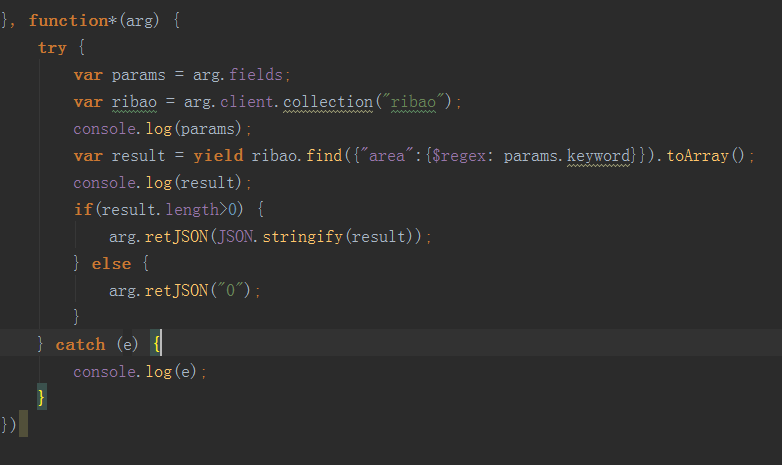 }, function*(arg) {
try {
var params = arg.fields;
var ribao = arg.client.collection("ribao");
console.log(params);
var result = yield ribao.find({"area":{$regex: params.keyword}}).toArray();
console.log(result);
if(result.length>0) {
arg.retJSON(JSON.stringify(result));
} else {
arg.retJSON("0");
}
} catch (e) {
console.log(e);
}
})